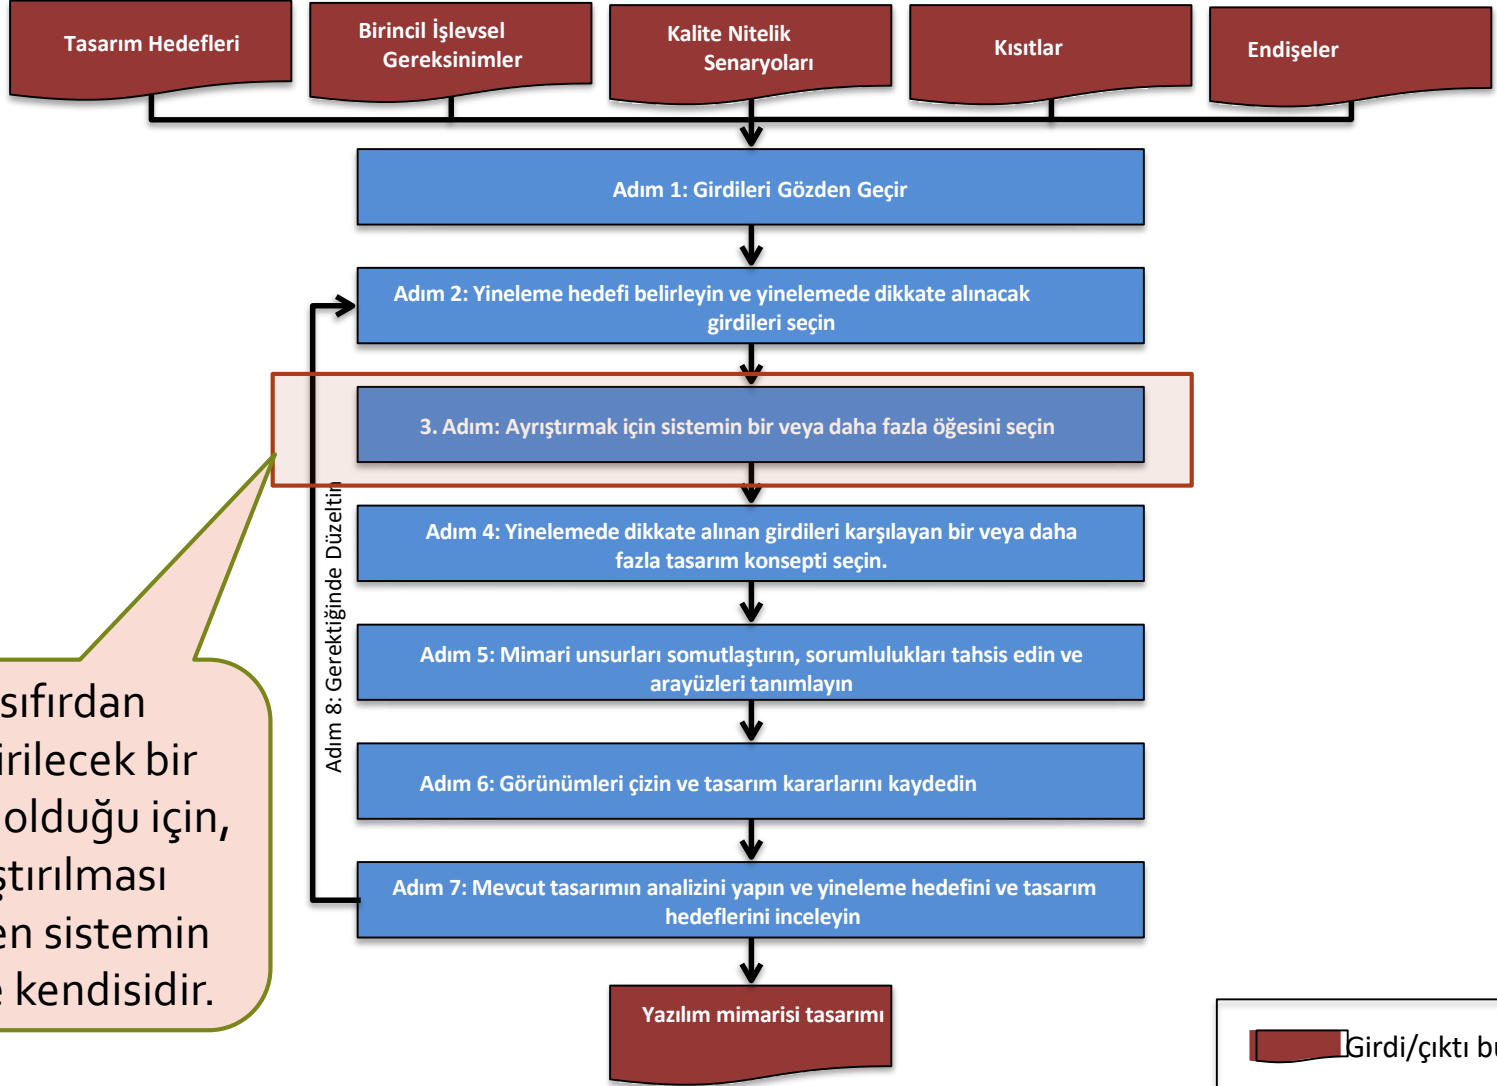 Tasarım Hedefleri
Birincil İşlevsel
Gereksinimler
Kalite Nitelik
Senaryoları
Kısıtlar
Endişeler
Adım 1: Girdileri Gözden Geçir
Adım 2: Yineleme hedefi belirleyin ve yinelemede dikkate alınacak
girdileri seçin
3. Adım: Ayrıştırmak için sistemin bir veya daha fazla öğesini seçin
Adım 4: Yinelemede dikkate alınan girdileri karşılayan bir veya daha
fazla tasarım konsepti seçin.
Adım 5: Mimari unsurları somutlaştırın, sorumlulukları tahsis edin ve
arayüzleri tanımlayın
Adım 6: Görünümleri çizin ve tasarım kararlarını kaydedin
Adım 7: Mevcut tasarımın analizini yapın ve yineleme hedefini ve tasarım
hedeflerini inceleyin
Adım 8: Gerektiğinde Düzeltin
sıfırdan
irilecek bir
olduğu için,
ştırılması
en sistemin
e kendisidir.
Yazılım mimarisi tasarımı
Girdi/çıktı bu